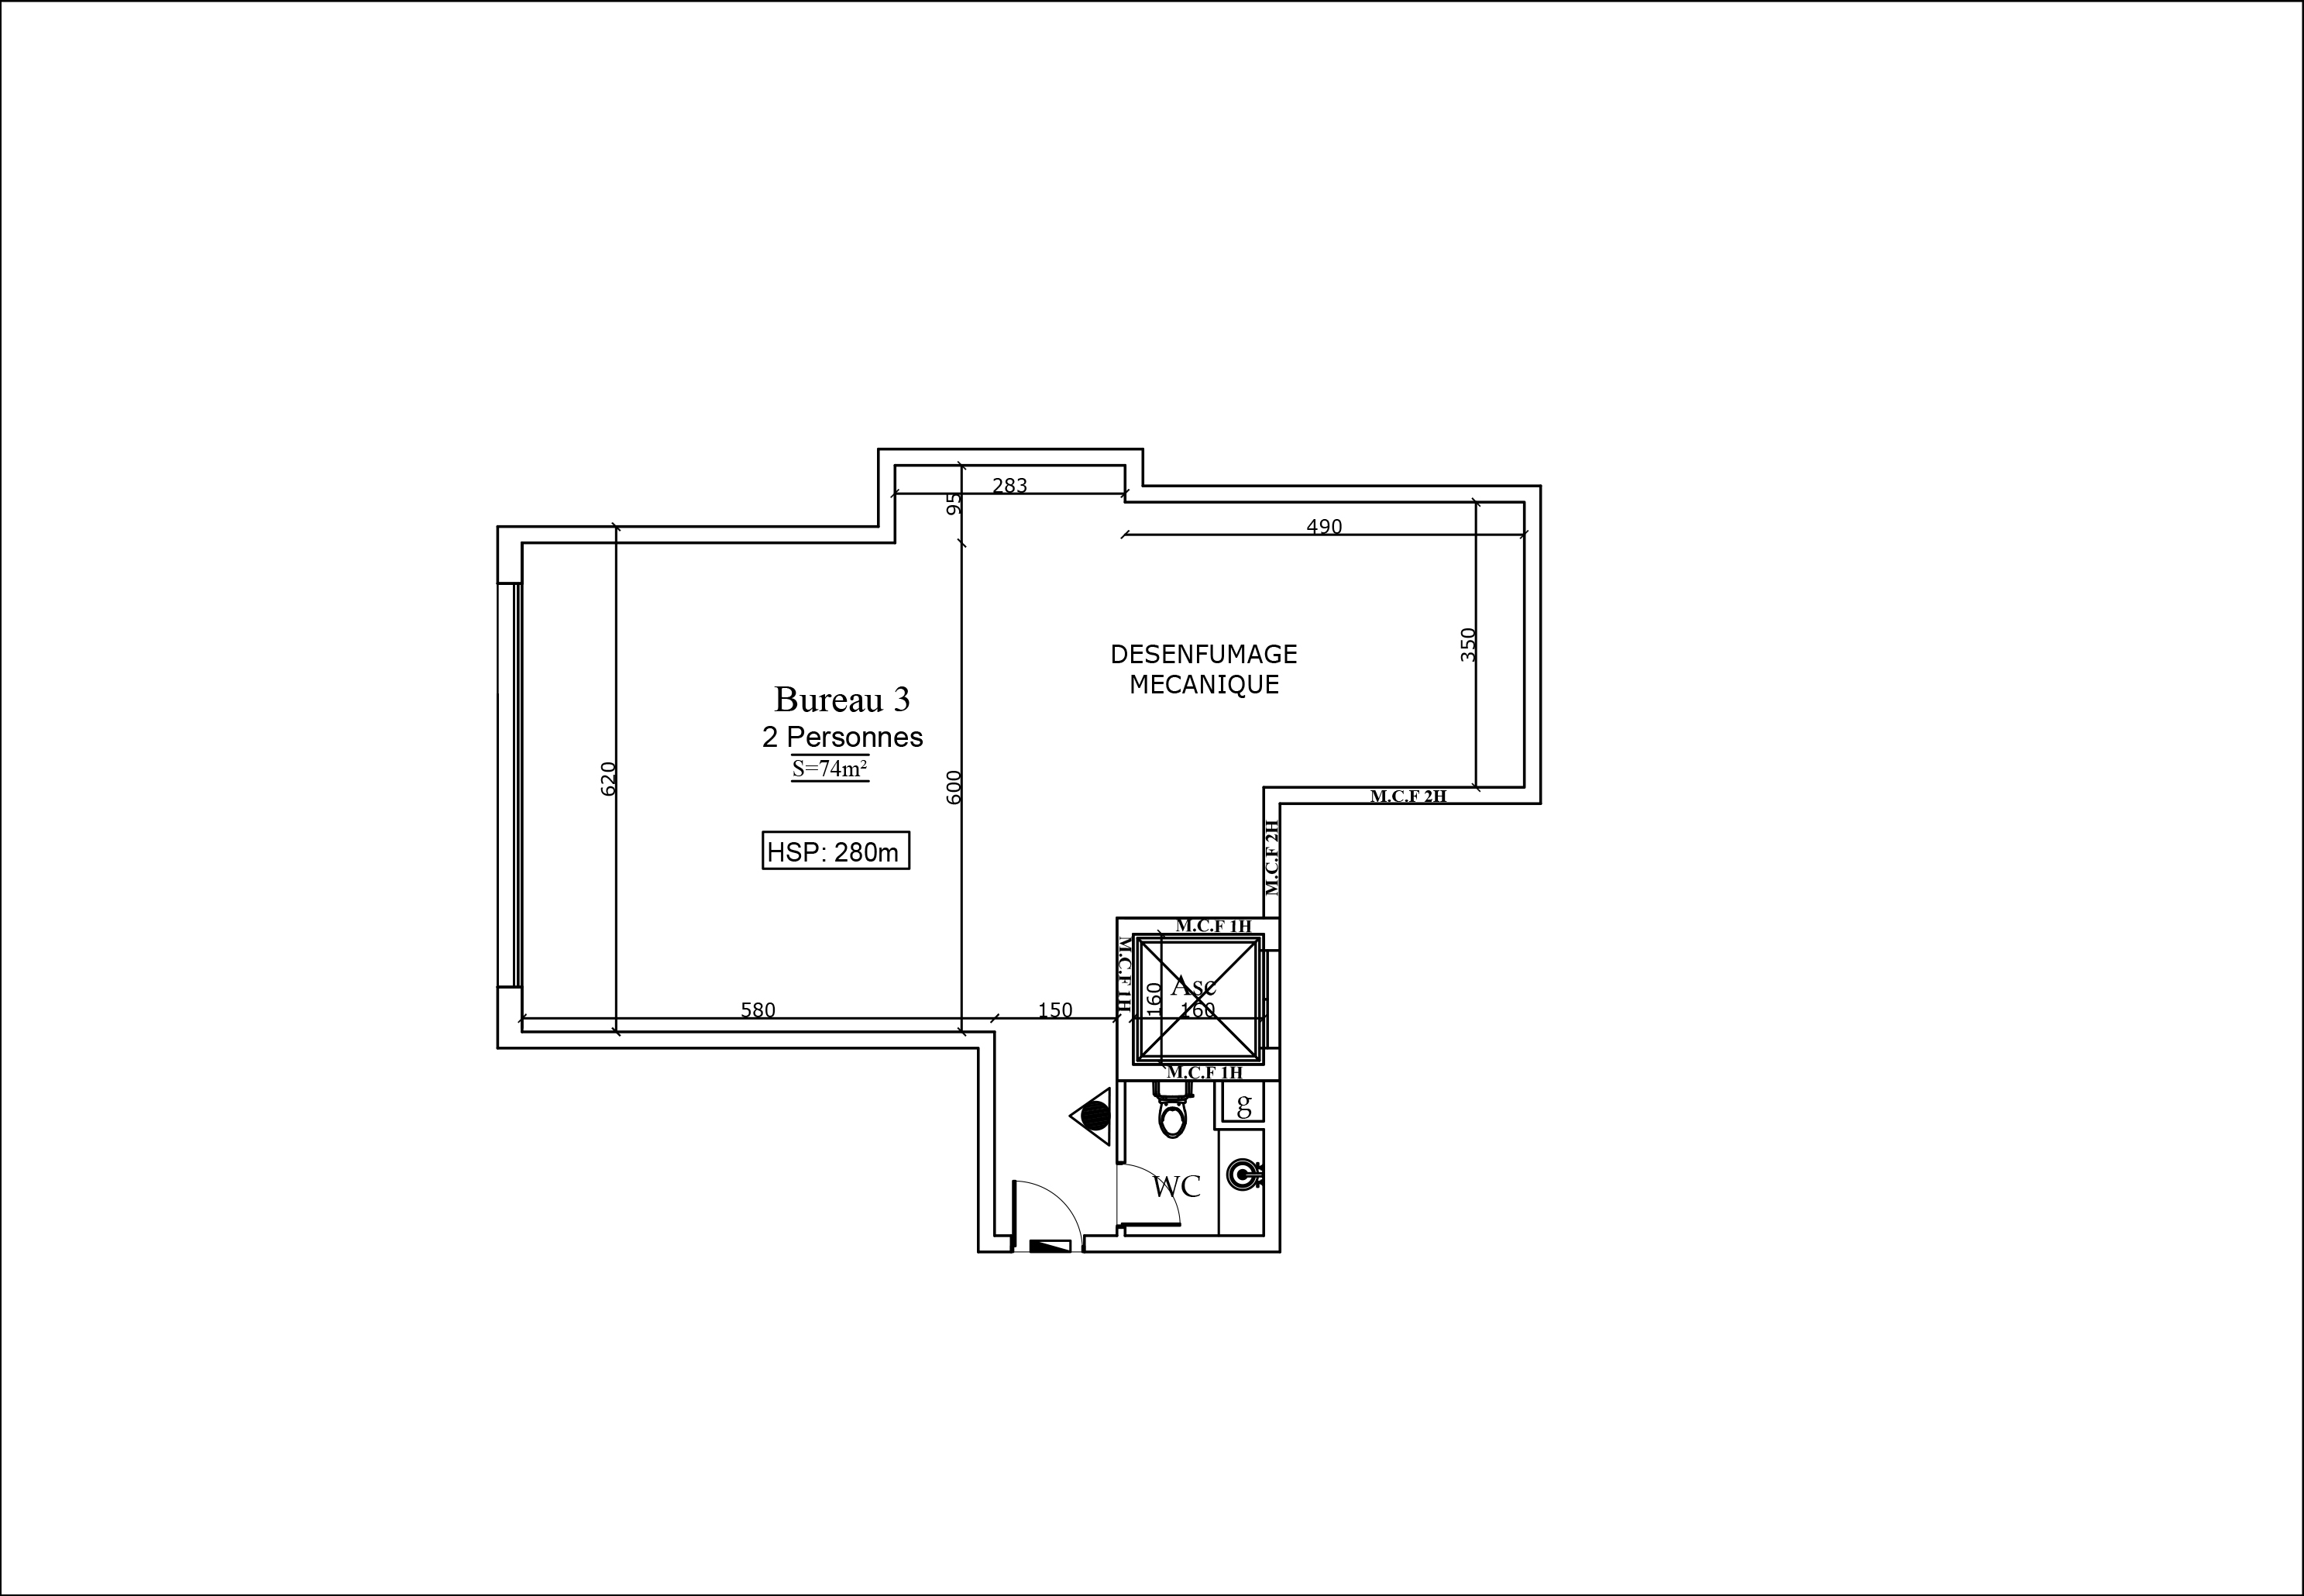 283
95
490
350
DESENFUMAGE
MECANIQUE
Bureau 3
2 Personnes
S=74m²
620
600
HSP: 280m
M.C.F 2H
M.C.F 2H
M.C.F 1H
M.C.F 1H
Asc
160
160
580
150
M.C.F 1H
g
WC